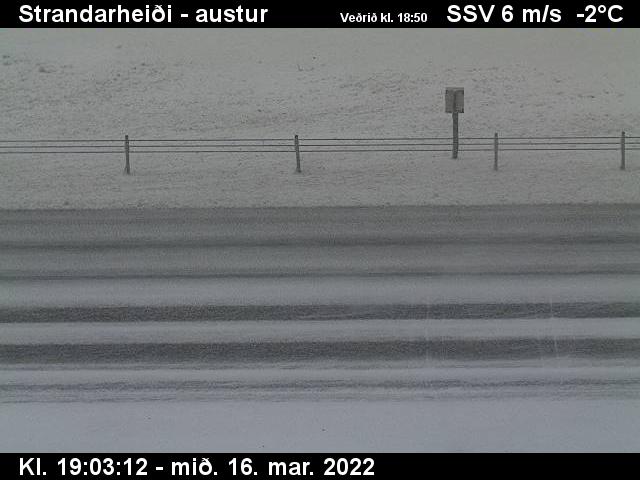 Strandarheiði - austur Veðrið kl. 18:50 SSV 6 m/s -2°C
Kl. 19:03:12 - mið. 16. mar. 2022